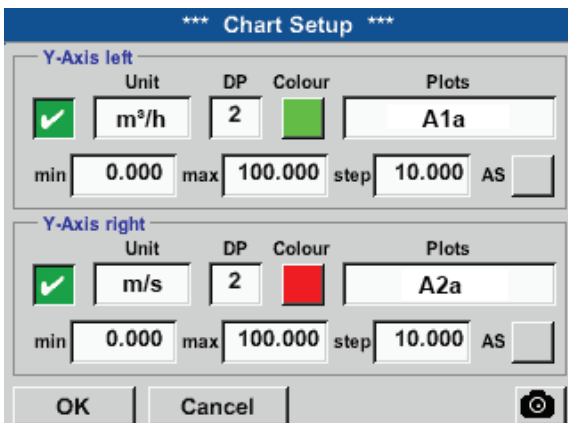 *** Chart Setup ***
Y-Axis left
Unit DP Colour Plots
m³/h 2 A1a
min 0.000 max 100.000 step 10.000 AS
Y-Axis right
Unit DP Colour Plots
m/s 2 A2a
min 0.000 max 100.000 step 10.000 AS
OK Cancel